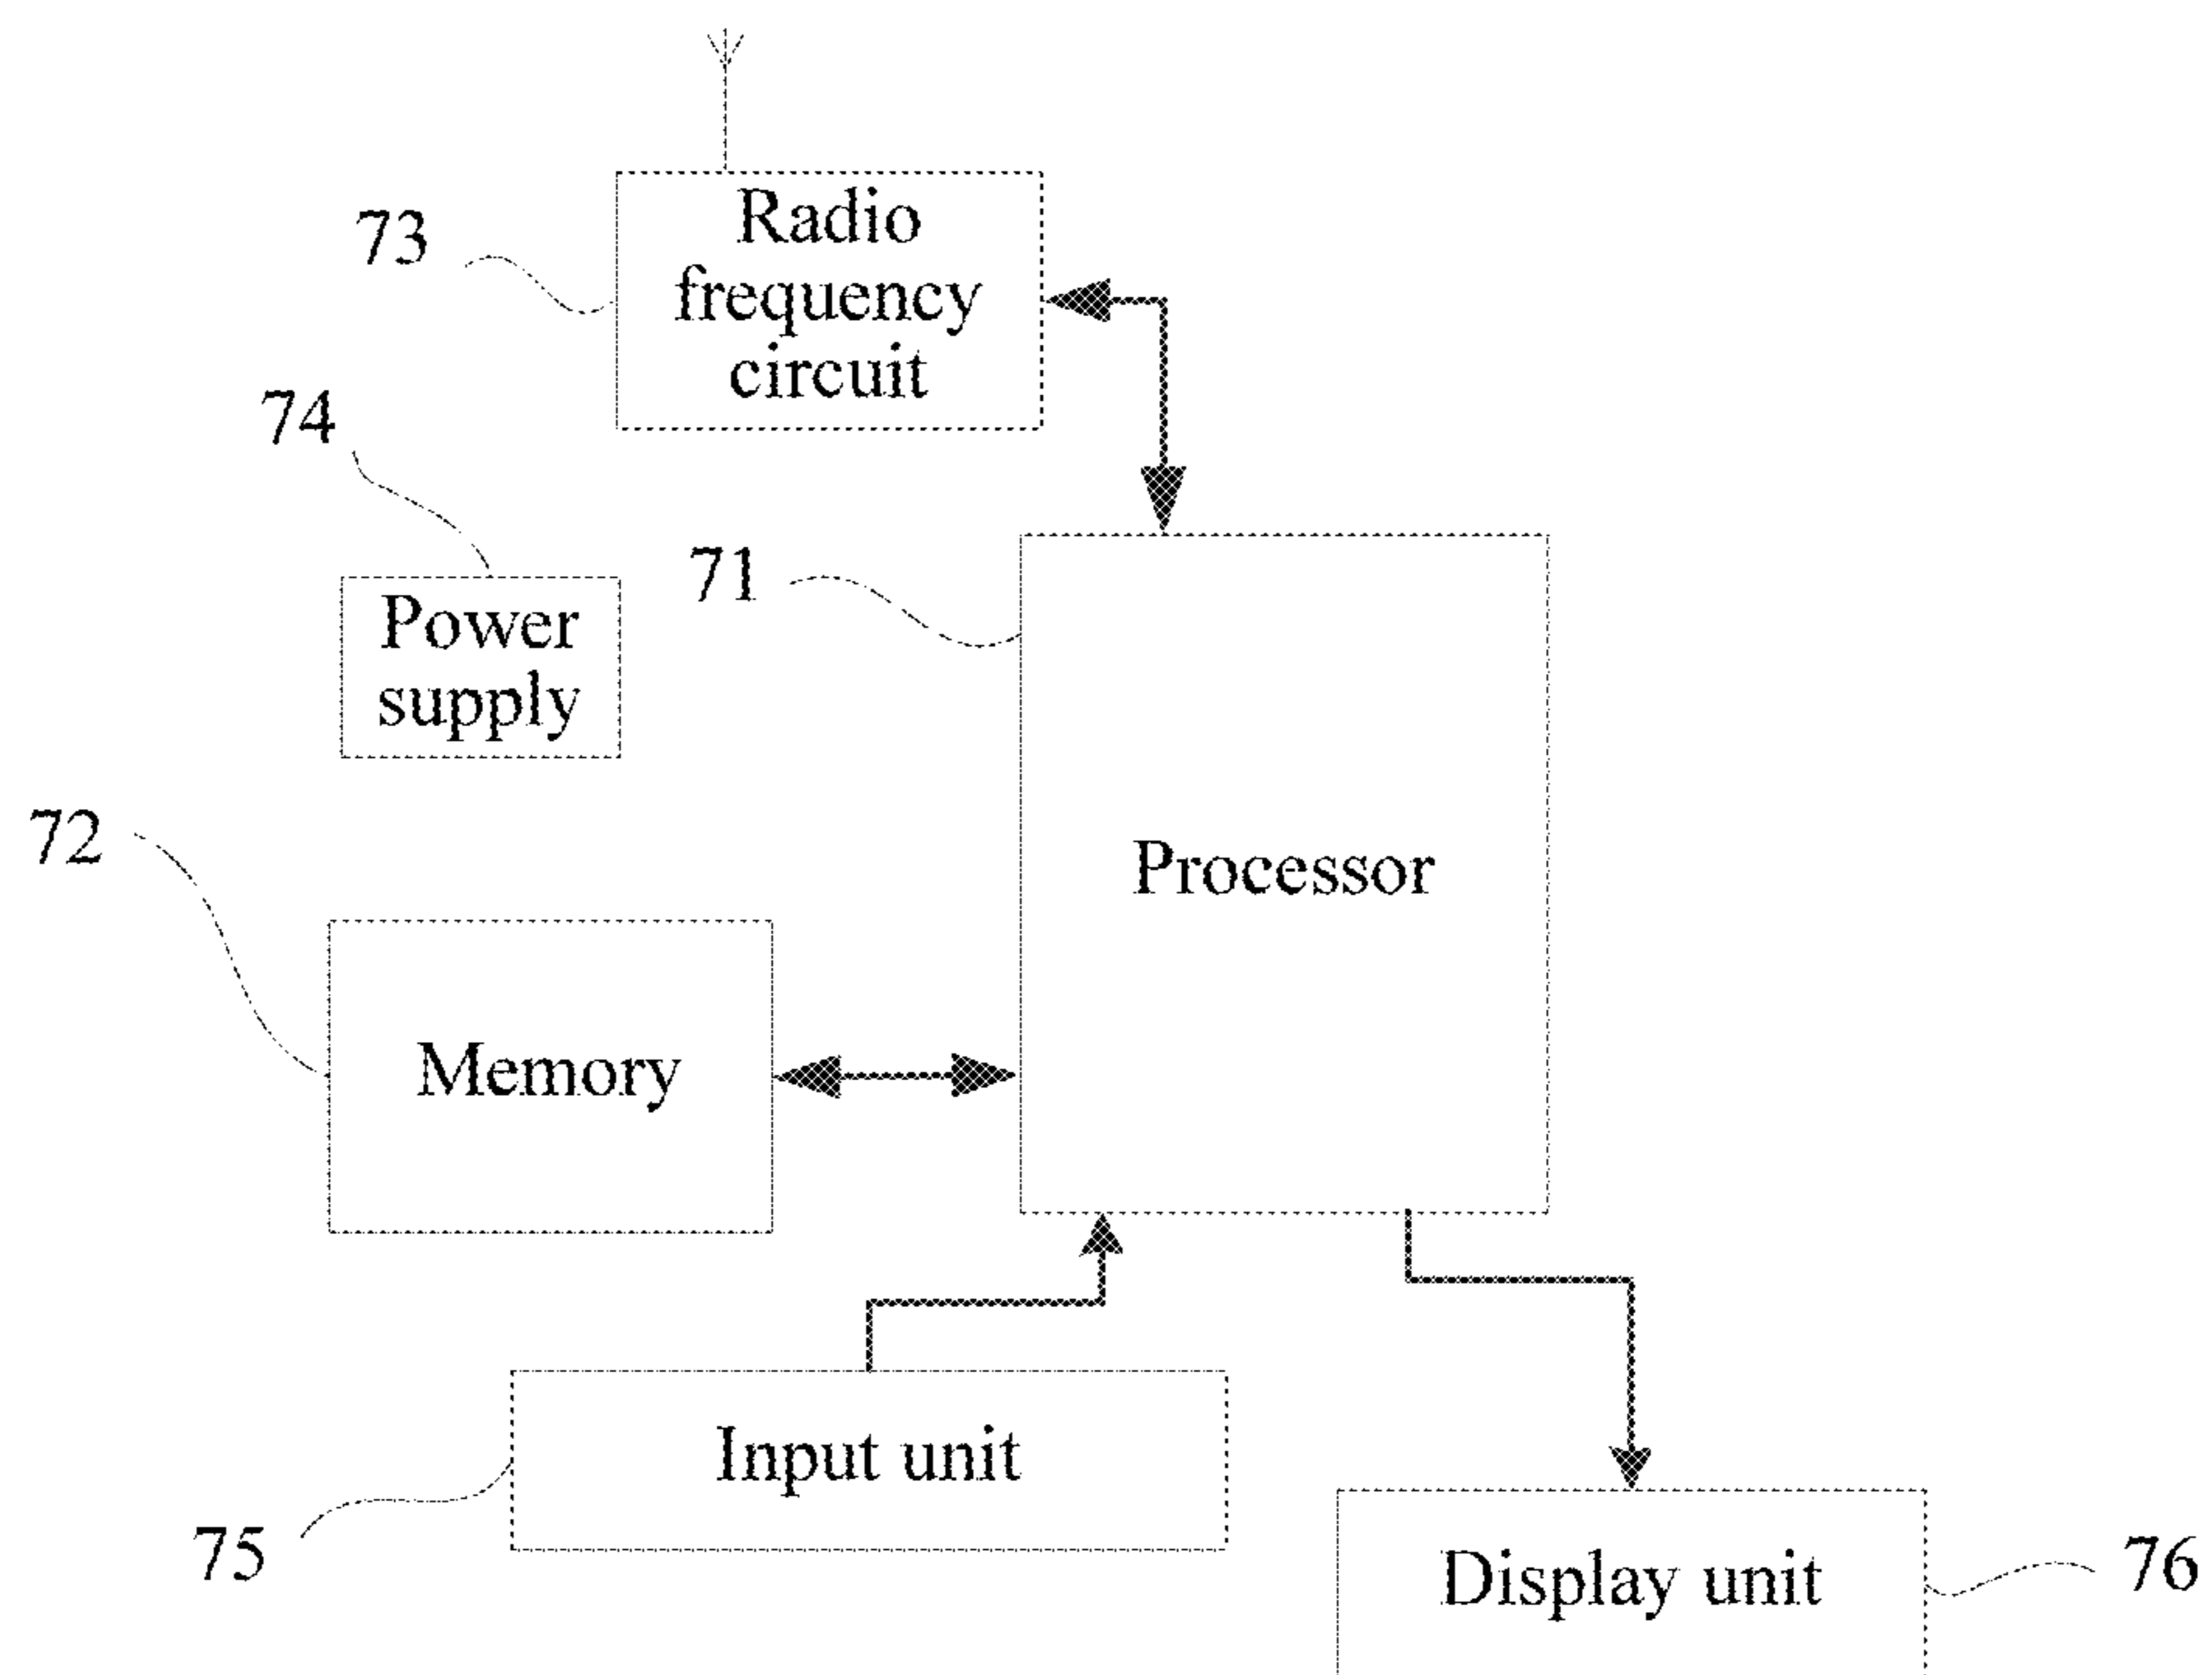 73
Radio
frequency
circuit
74
Power
supply
71
Processor
72
Memory
Input unit
75
Display unit
76